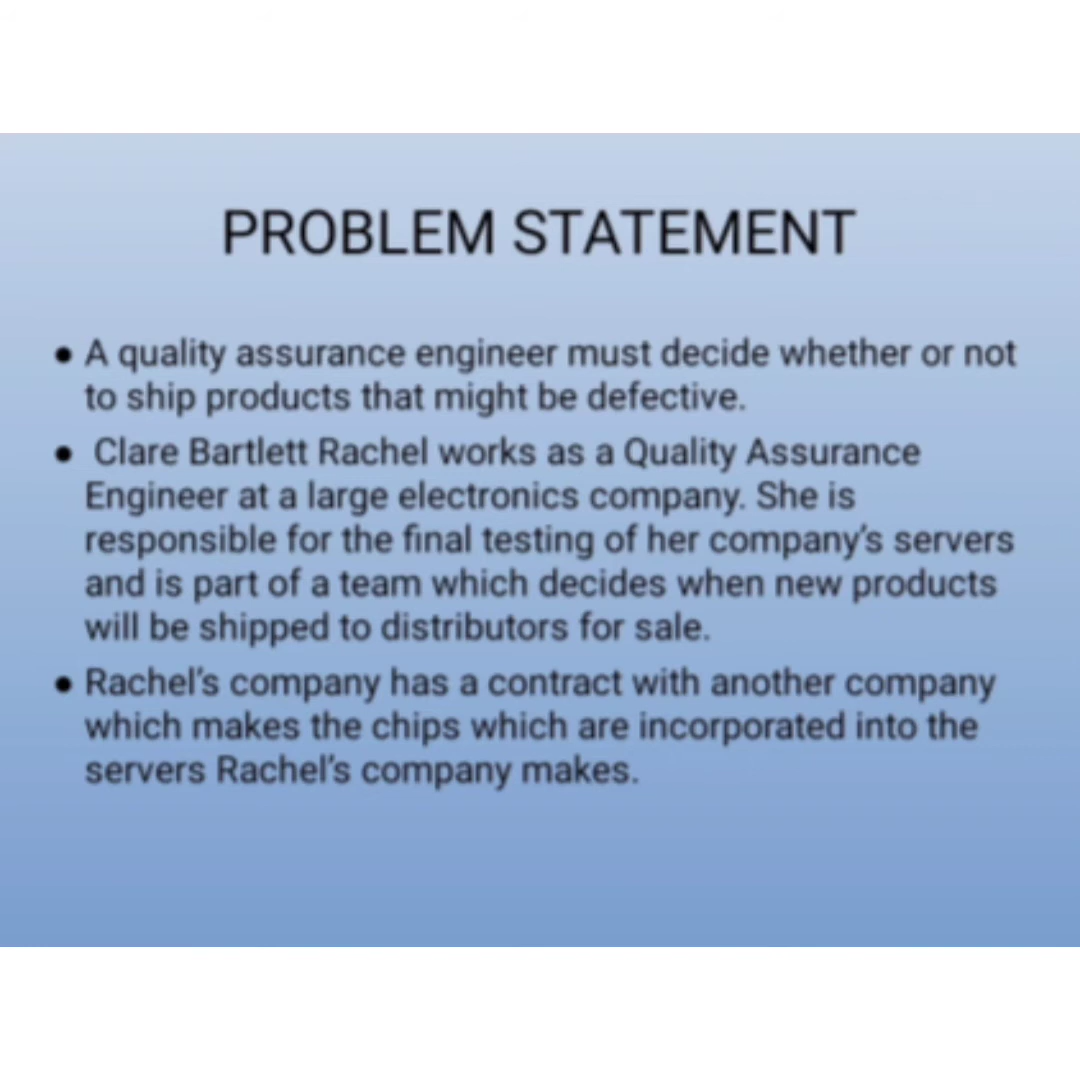 PROBLEM STATEMENT
● A quality assurance engineer must decide whether or not
to ship products that might be defective.
● Clare Bartlett Rachel works as a Quality Assurance
Engineer at a large electronics company. She is
responsible for the final testing of her company’s servers
and is part of a team which decides when new products
will be shipped to distributors for sale.
● Rachel’s company has a contract with another company
which makes the chips which are incorporated into the
servers Rachel’s company makes.